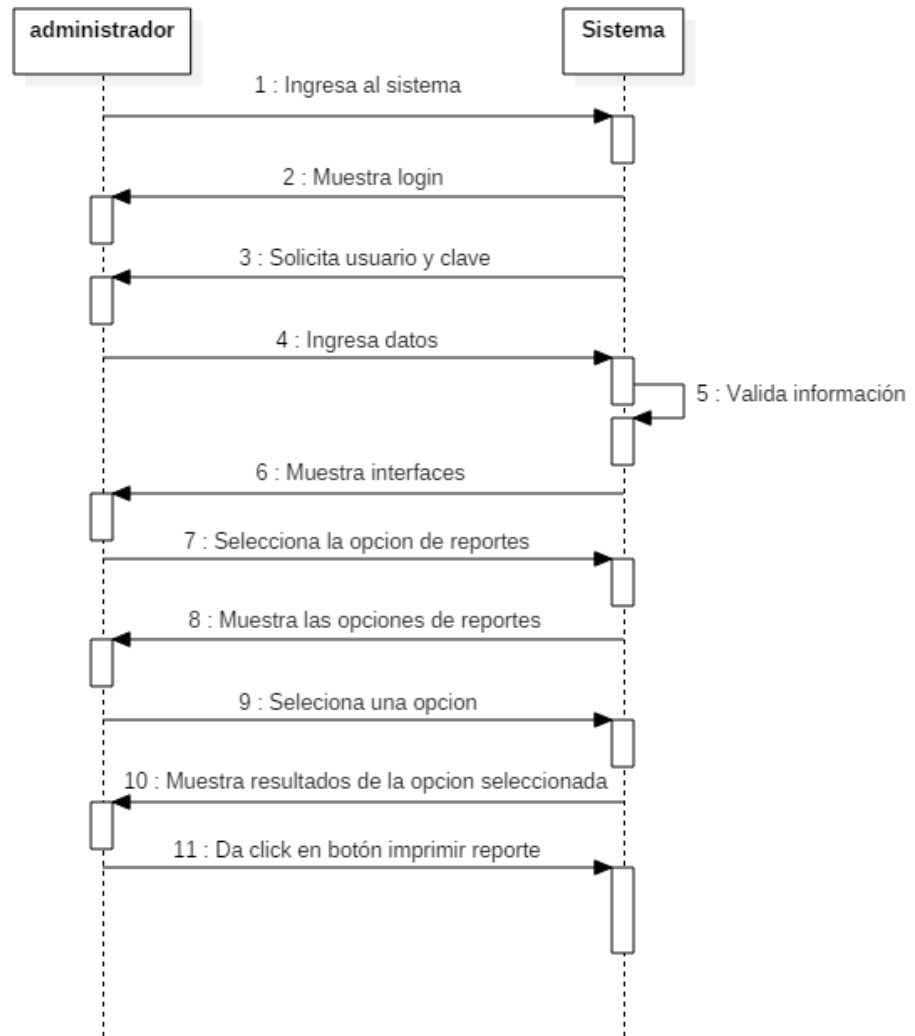 administrador
Sistema
1 : Ingresa al sistema
2 : Muestra login
3 : Solicita usuario y clave
4 : Ingresa datos
5 : Valida información
6 : Muestra interfaces
7 : Selecciona la opcion de reportes
8 : Muestra las opciones de reportes
9 : Seleciona una opcion
10 : Muestra resultados de la opcion seleccionada
11 : Da click en botón imprimir reporte